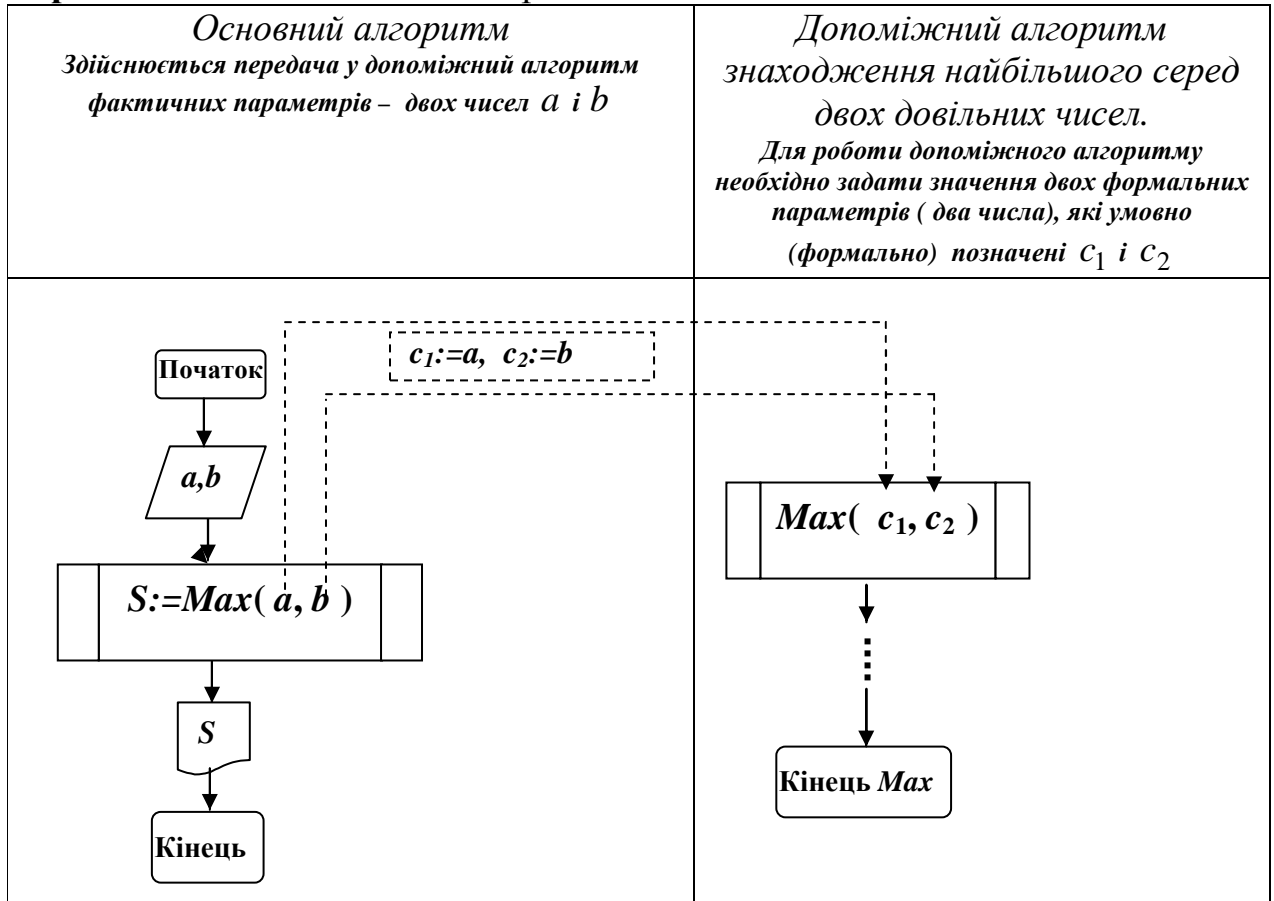 Основний алгоритм
Здійснюється передача у допоміжний алгоритм
фактичних параметрів – двох чисел a і b
Допоміжний алгоритм
знаходження найбільшого серед
двох довільних чисел.
Для роботи допоміжного алгоритму
необхідно задати значення двох формальних
параметрів ( два числа), які умовно
(формально) позначені c₁ і c₂
c₁:=a, c₂:=b
Початок
a,b
S:=Max( a, b )
S
Кінець
Max( c₁, c₂ )
Кінець Max